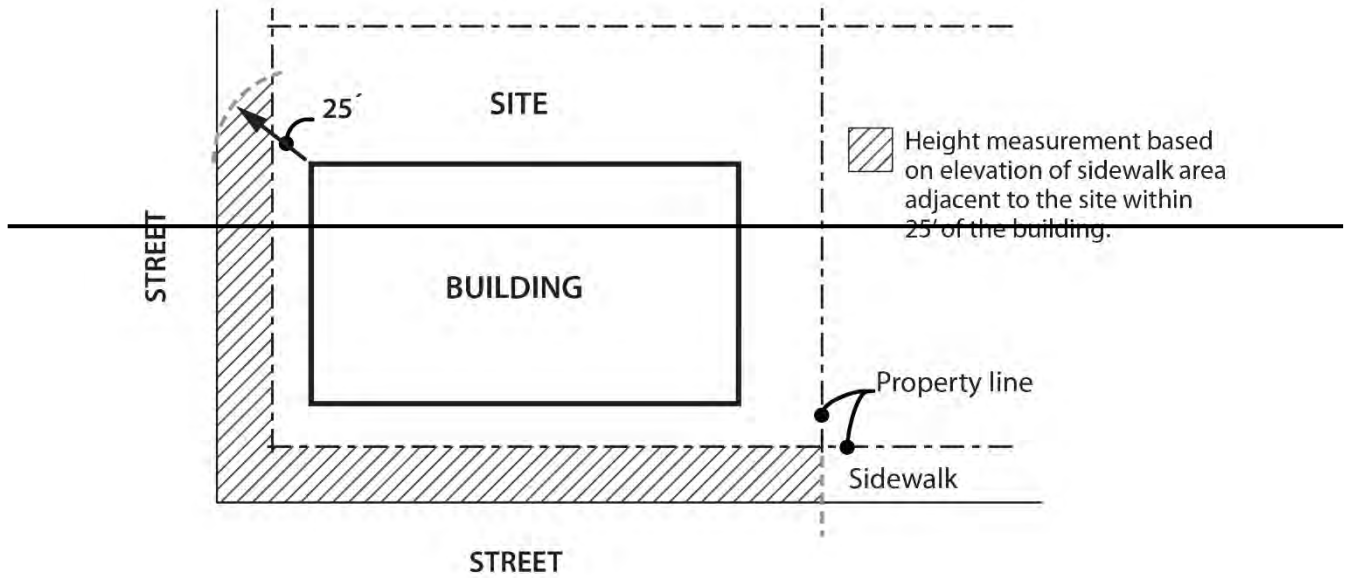 25´
SITE
Height measurement based
on elevation of sidewalk area
adjacent to the site within
25' of the building.
STREET
BUILDING
Property line
Sidewalk
STREET